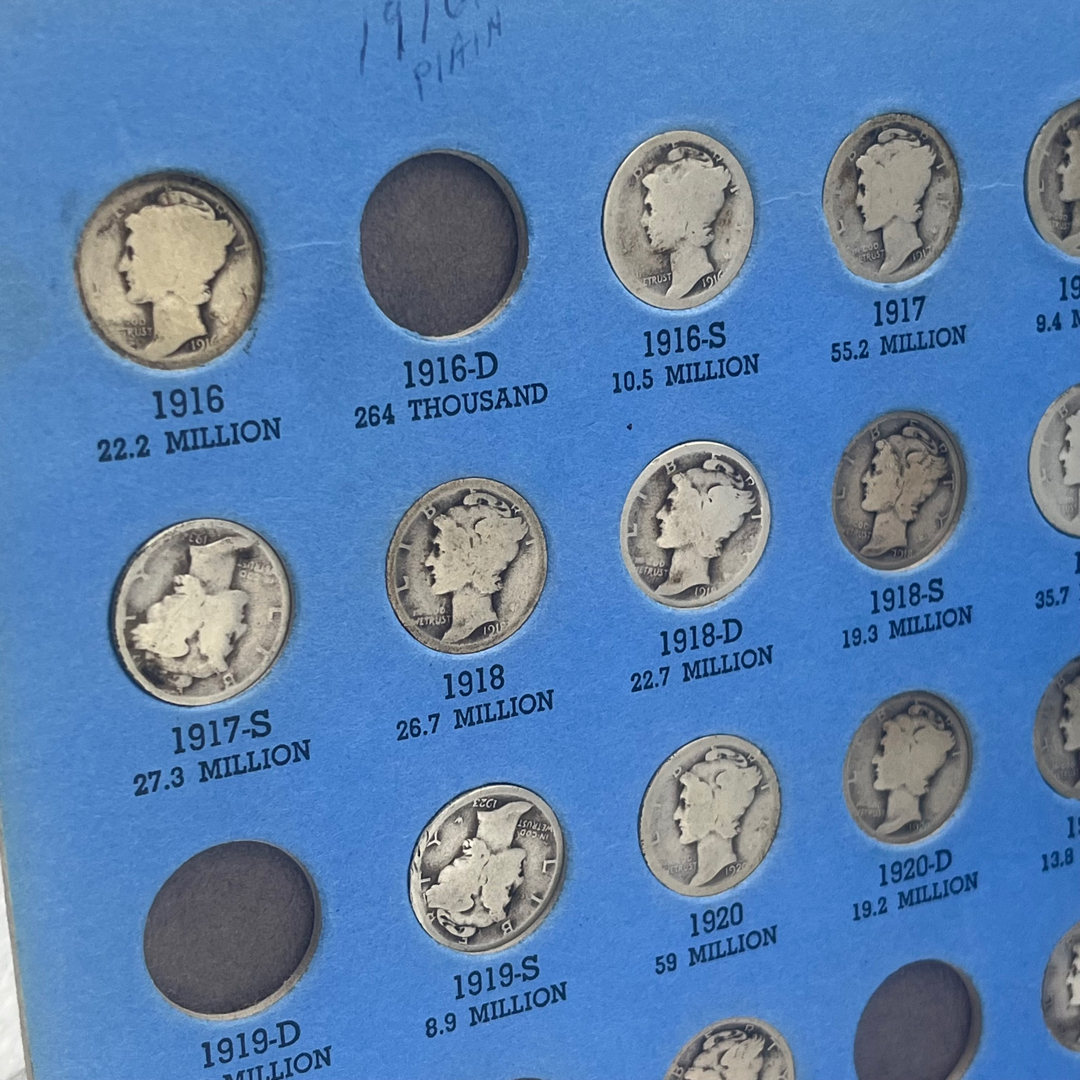 PLAIN
1916
22.2 MILLION
1916-D
264 THOUSAND
1916-S
10.5 MILLION
1917
55.2 MILLION
9.4
1917-S
27.3 MILLION
1918
26.7 MILLION
1918-D
22.7 MILLION
1918-S
19.3 MILLION
35.7
1919-D
MILLION
1919-S
8.9 MILLION
1920
59 MILLION
1920-D
19.2 MILLION
13.8